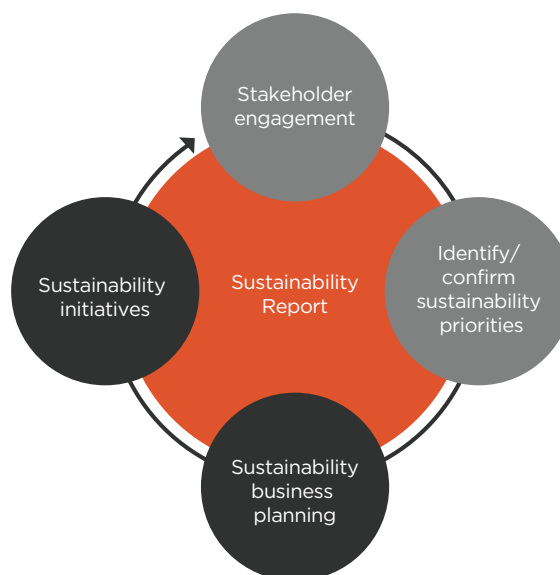 Stakeholder
engagement
Identify/
confirm
sustainability
priorities
Sustainability
Report
Sustainability
initiatives
Sustainability
business
planning